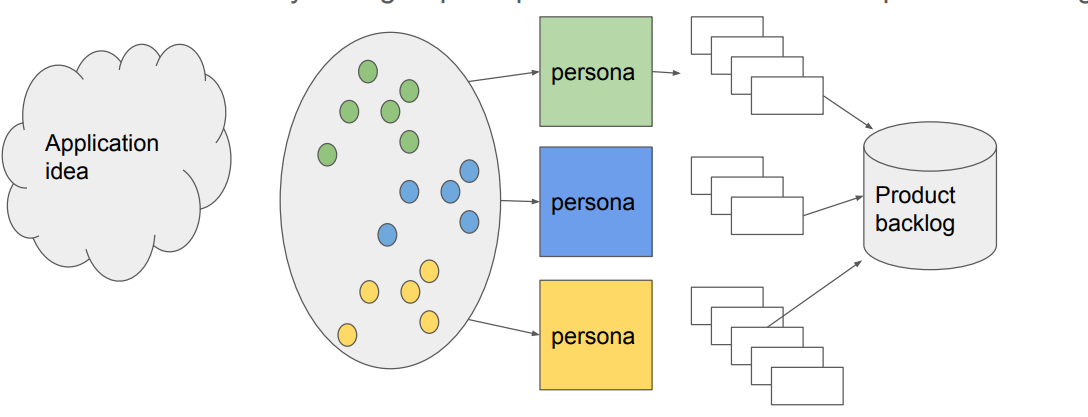 Application
idea
persona
persona
persona
Product
backlog